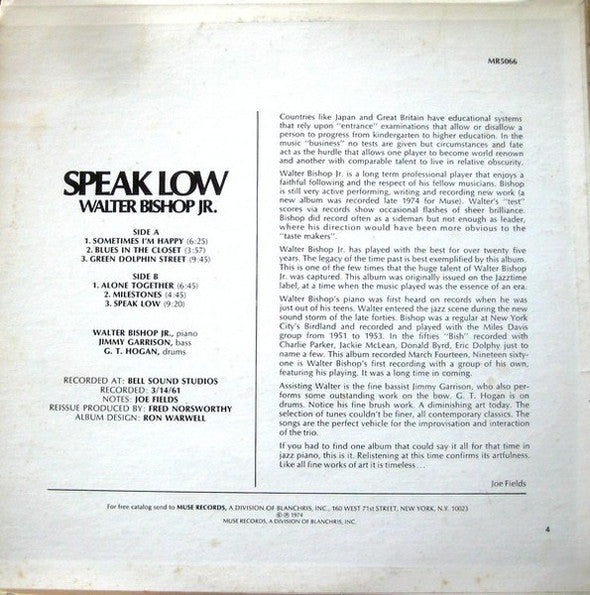 MR5066
SPEAK LOW
WALTER BISHOP JR.
SIDE A
1. SOMETIMES I'M HAPPY (6:25)
2. BLUES IN THE CLOSET (3:57)
3. GREEN DOLPHIN STREET (9:45)
SIDE B
1. ALONE TOGETHER (6:25)
2. MILESTONES (4:45)
3. SPEAK LOW (9:20)
WALTER BISHOP JR., piano
JIMMY GARRISON, bass
G. T. HOGAN, drums
RECORDED AT: BELL SOUND STUDIOS
RECORDED: 3/14/61
NOTES: JOE FIELDS
REISSUE PRODUCED BY: FRED NORSWORTHY
ALBUM DESIGN: RON WARWELL
Countries like Japan and Great Britain have educational systems
that rely upon "entrance" examinations that allow or disallow a
person to progress from kindergarten to higher education. In the
music "business" no tests are given but circumstances and fate
act as the hurdle that allows one player to become world renown
and another with comparable talent to live in relative obscurity.
Walter Bishop Jr. is a long term professional player that enjoys a
faithful following and the respect of his fellow musicians. Bishop
is still very active performing, writing and recording new work (a
new album was recorded late 1974 for Muse). Walter's "test"
scores via records show occasional flashes of sheer brilliance.
Bishop did record often as a sideman but not enough as leader,
where his direction would have been more obvious to the
"taste makers".
Walter Bishop Jr. has played with the best for over twenty five
years. The legacy of the time past is best exemplified by this album.
This is one of few times that the huge talent of Walter Bishop
Jr. was captured. This album was originally issued on the Jazztime
label, at a time when the music played was the essence of an era.
Walter Bishop's piano was first heard on records when he was
just out of his teens. Walter entered the jazz scene during the new
sound storm of the late forties. Bishop was a regular at New York
City's Birdland and recorded and played with the Miles Davis
group from 1951 to 1953. In the fifties "Bish" recorded with
Charlie Parker, Jackie McLean, Donald Byrd, Eric Dolphy just to
name a few. This album recorded March Fourteen, Nineteen sixty-
one is Walter Bishop's first recording with a group of his own,
featuring his playing. It was a long time in coming.
Assisting Walter is the fine bassist Jimmy Garrison, who also per-
forms some outstanding work on the bow. G. T. Hogan is on
drums. Notice his fine brush work. A diminishing art today. The
selection of tunes couldn't be finer, all contemporary classics. The
songs are the perfect vehicle for the improvisation and interaction
of the trio.
If you had to find one album that could say it all for that time in
jazz piano, this is it. Relistening at this time confirms its artfulness.
Like all fine works of art it is timeless...
Joe Fields
For free catalog send to MUSE RECORDS, A DIVISION OF BLANCHRIS, INC., 160 WEST 71st STREET, NEW YORK, N.Y. 10023
©℗ 1974
MUSE RECORDS, A DIVISION OF BLANCHRIS, INC.
4